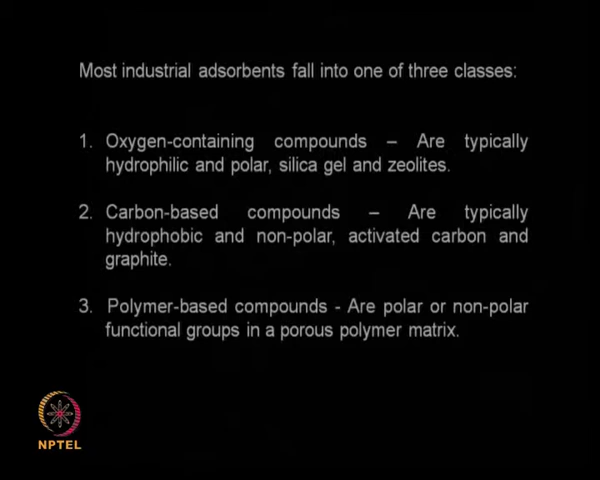 Most industrial adsorbents fall into one of three classes:
1. Oxygen-containing compounds – Are typically
hydrophilic and polar, silica gel and zeolites.
2. Carbon-based compounds – Are typically
hydrophobic and non-polar, activated carbon and
graphite.
3. Polymer-based compounds - Are polar or non-polar
functional groups in a porous polymer matrix.
NPTEL